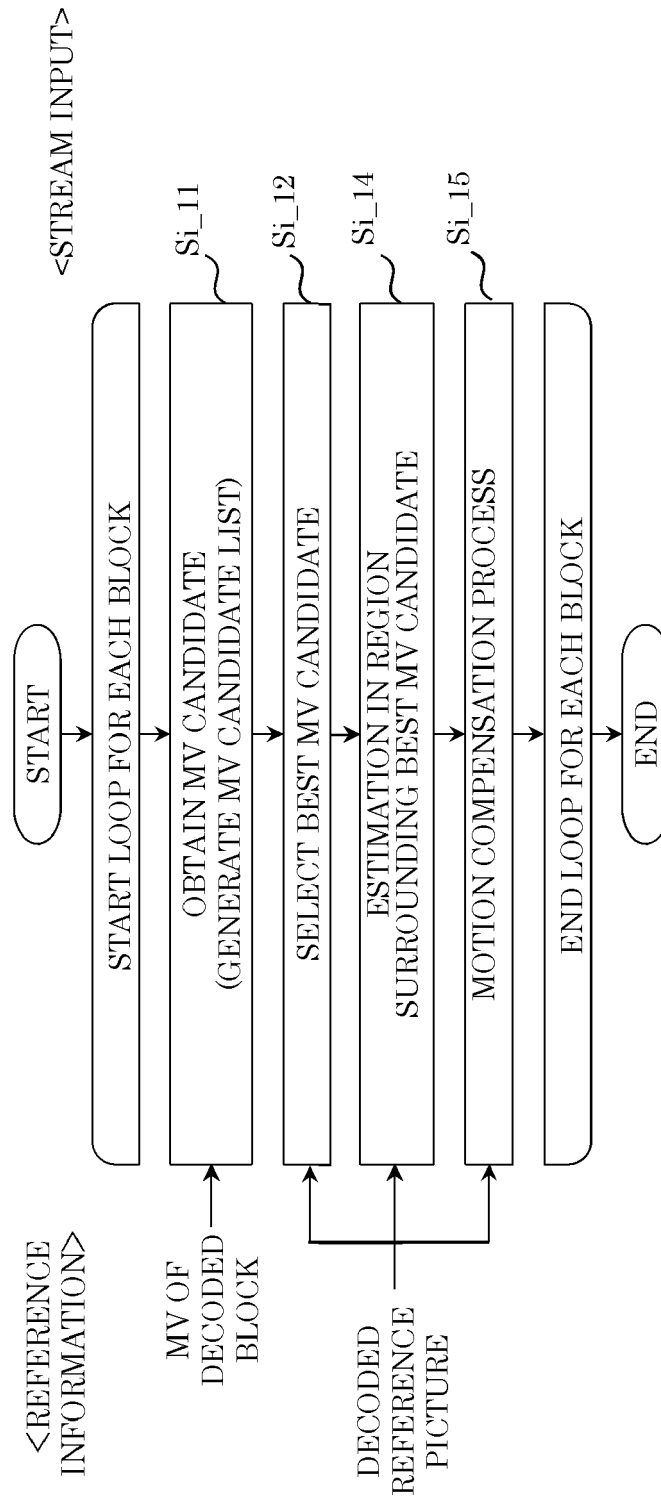 <REFERENCE
INFORMATION>
<STREAM INPUT>
START
START LOOP FOR EACH BLOCK
MV OF
DECODED
BLOCK
OBTAIN MV CANDIDATE
(GENERATE MV CANDIDATE LIST)
Si_11
SELECT BEST MV CANDIDATE
Si_12
DECODED
REFERENCE
PICTURE
ESTIMATION IN REGION
SURROUNDING BEST MV CANDIDATE
Si_14
MOTION COMPENSATION PROCESS
Si_15
END LOOP FOR EACH BLOCK
END